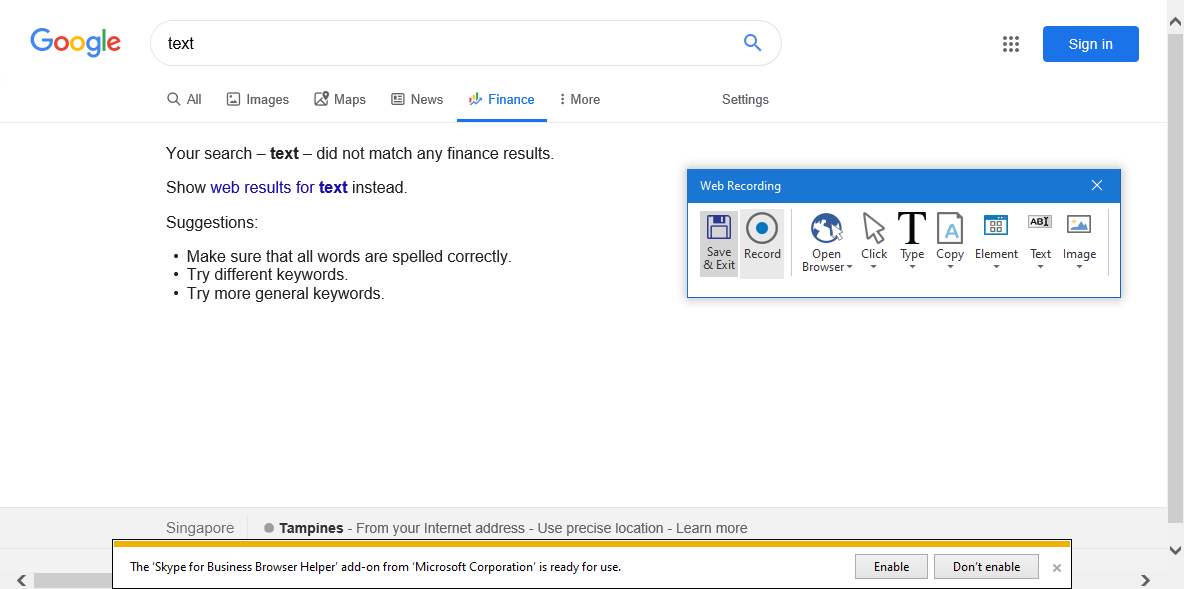 Google
text
Sign in
All Images Maps News Finance More Settings
Your search – text – did not match any finance results.
Show web results for text instead.
Suggestions:
• Make sure that all words are spelled correctly.
• Try different keywords.
• Try more general keywords.
Web Recording
Save & Exit
Record
Open Browser
Click
Type
Copy
Element
Text
Image
T
A
ABI
Singapore Tampines - From your Internet address - Use precise location - Learn more
The 'Skype for Business Browser Helper' add-on from 'Microsoft Corporation' is ready for use. Enable Don't enable